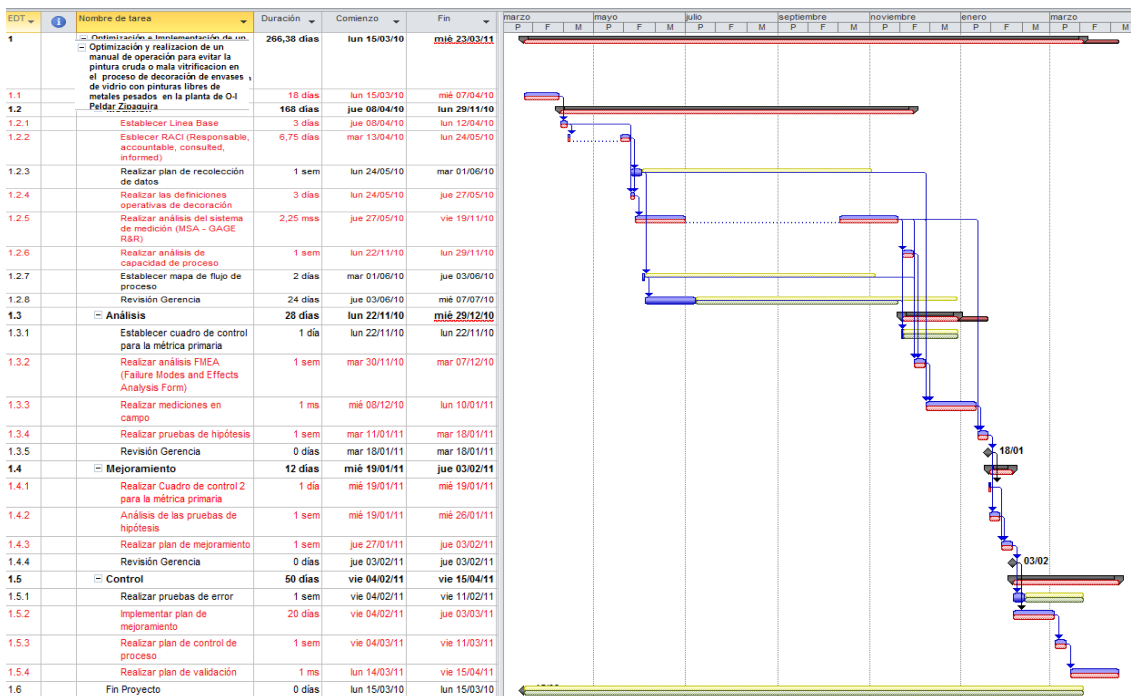 EDT Nombre de tarea Duración Comienzo Fin marzo mayo julio septiembre noviembre enero marzo
P F M P F M P F M P F M P F M P F M P F M
1 Optimización e Implementación de un 266,38 días lun 15/03/10 mié 23/03/11
Optimización y realizacion de un
manual de operación para evitar la
pintura cruda o mala vitrificacion en
el proceso de decoración de envases
de vidrio con pinturas libres de
metales pesados en la planta de O-I
Peldar Zipaquira
1.1 18 días lun 15/03/10 mié 07/04/10
1.2 168 días jue 08/04/10 lun 29/11/10
1.2.1 Establecer Linea Base 3 días jue 08/04/10 lun 12/04/10
1.2.2 Esblecer RACI (Responsable, 6,75 días mar 13/04/10 lun 24/05/10
accountable, consulted,
informed)
1.2.3 Realizar plan de recolección 1 sem lun 24/05/10 mar 01/06/10
de datos
1.2.4 Realizar las definiciones 3 días lun 24/05/10 jue 27/05/10
operativas de decoración
1.2.5 Realizar análisis del sistema 2,25 mss jue 27/05/10 vie 19/11/10
de medición (MSA - GAGE
R&R)
1.2.6 Realizar análisis de 1 sem lun 22/11/10 lun 29/11/10
capacidad de proceso
1.2.7 Establecer mapa de flujo de 2 días mar 01/06/10 jue 03/06/10
proceso
1.2.8 Revisión Gerencia 24 días jue 03/06/10 mié 07/07/10
1.3 Análisis 28 días lun 22/11/10 mié 29/12/10
1.3.1 Establecer cuadro de control 1 día lun 22/11/10 lun 22/11/10
para la métrica primaria
1.3.2 Realizar análisis FMEA 1 sem mar 30/11/10 mar 07/12/10
(Failure Modes and Effects
Analysis Form)
1.3.3 Realizar mediciones en 1 ms mié 08/12/10 lun 10/01/11
campo
1.3.4 Realizar pruebas de hipótesis 1 sem mar 11/01/11 mar 18/01/11
1.3.5 Revisión Gerencia 0 días mar 18/01/11 mar 18/01/11 18/01
1.4 Mejoramiento 12 días mié 19/01/11 jue 03/02/11
1.4.1 Realizar Cuadro de control 2 1 día mié 19/01/11 mié 19/01/11
para la métrica primaria
1.4.2 Análisis de las pruebas de 1 sem mié 19/01/11 mié 26/01/11
hipótesis
1.4.3 Realizar plan de mejoramiento 1 sem jue 27/01/11 jue 03/02/11
1.4.4 Revisión Gerencia 0 días jue 03/02/11 jue 03/02/11 03/02
1.5 Control 50 días vie 04/02/11 vie 15/04/11
1.5.1 Realizar pruebas de error 1 sem vie 04/02/11 vie 11/02/11
1.5.2 Implementar plan de 20 días vie 04/02/11 jue 03/03/11
mejoramiento
1.5.3 Realizar plan de control de 1 sem vie 04/03/11 vie 11/03/11
proceso
1.5.4 Realizar plan de validación 1 ms lun 14/03/11 vie 15/04/11
1.6 Fin Proyecto 0 días lun 15/03/10 lun 15/03/10